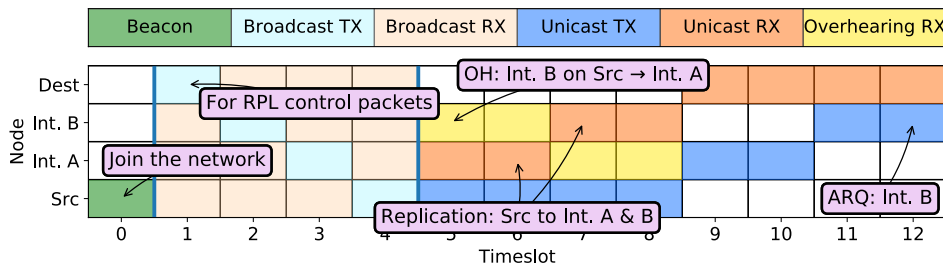 Beacon
Broadcast TX
Broadcast RX
Unicast TX
Unicast RX
Overhearing RX
Dest
Int. B
Int. A
Src
Node
OH: Int. B on Src → Int. A
For RPL control packets
Join the network
Replication: Src to Int. A & B
ARQ: Int. B
0 1 2 3 4 5 6 7 8 9 10 11 12
Timeslot